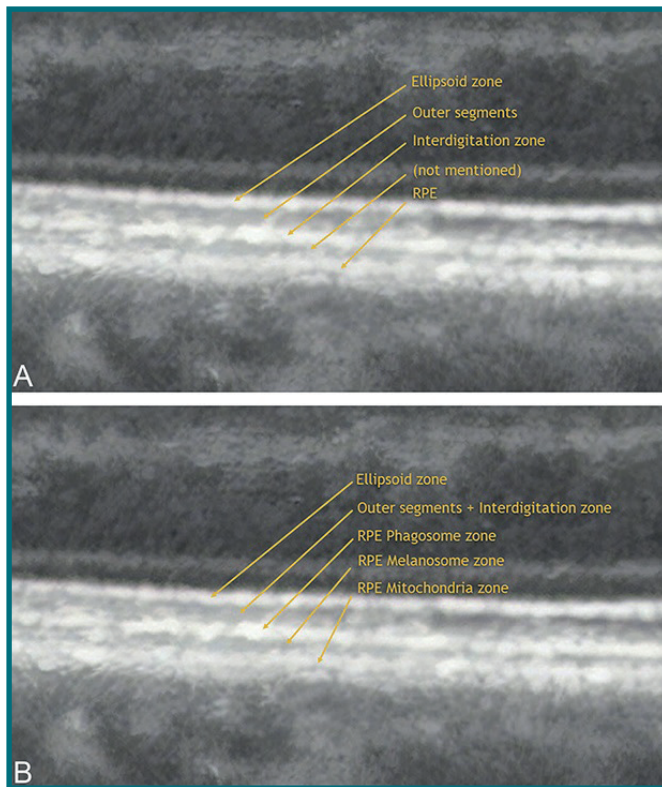 Ellipsoid zone
Outer segments
Interdigitation zone
(not mentioned)
RPE
A
Ellipsoid zone
Outer segments + Interdigitation zone
RPE Phagosome zone
RPE Melanosome zone
RPE Mitochondria zone
B